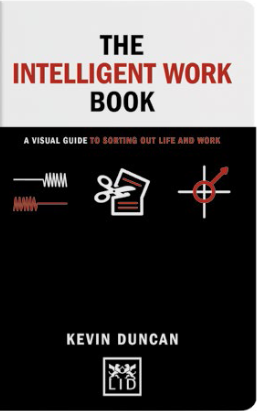 THE
INTELLIGENT WORK
BOOK
A VISUAL GUIDE TO SORTING OUT LIFE AND WORK
KEVIN DUNCAN
LID